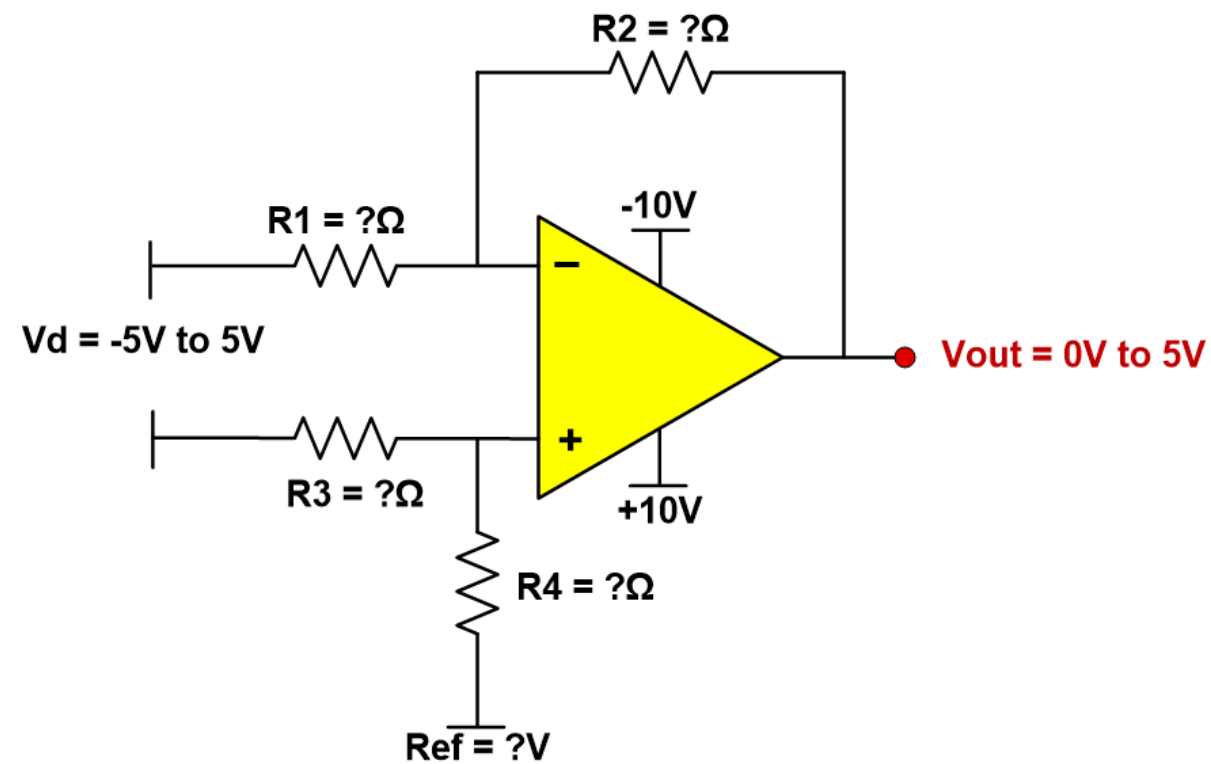 R2 = ?Ω
-10V
R1 = ?Ω
−
Vd = -5V to 5V
Vout = 0V to 5V
+
R3 = ?Ω
+10V
R4 = ?Ω
Ref = ?V